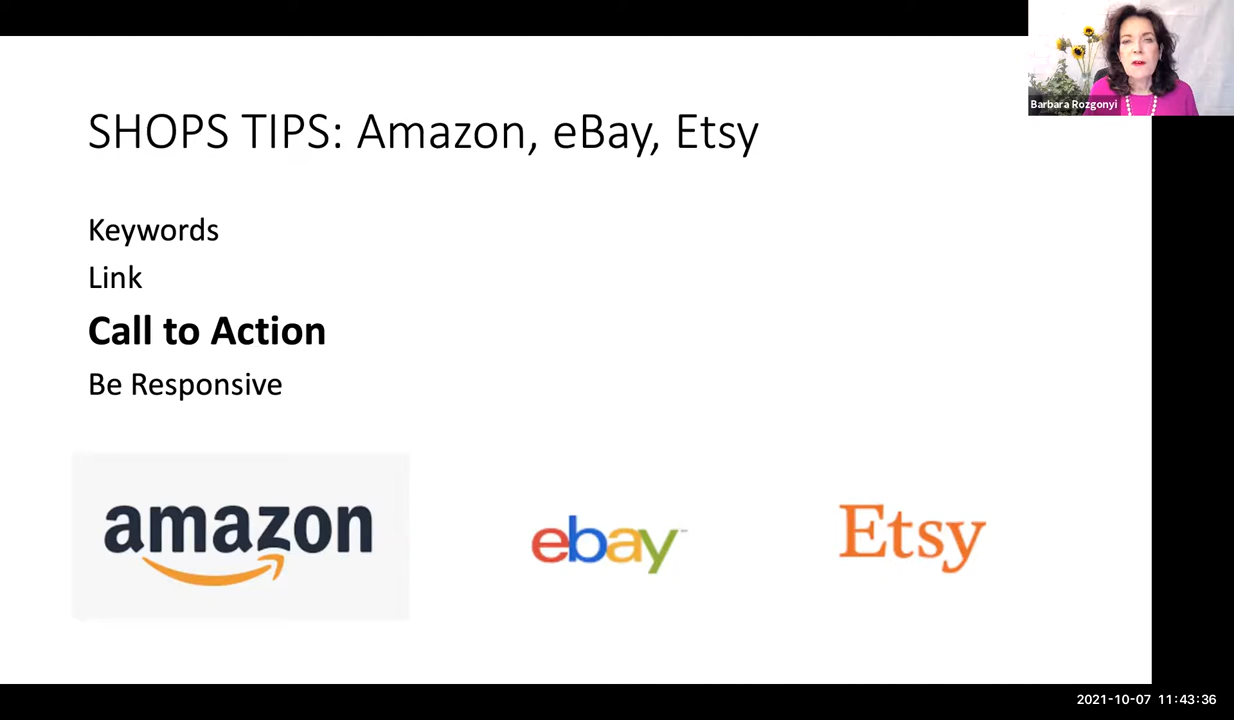 Barbara Rozgonyi
SHOPS TIPS: Amazon, eBay, Etsy
Keywords
Link
Call to Action
Be Responsive
amazon
ebay
Etsy
2021-10-07 11:43:36